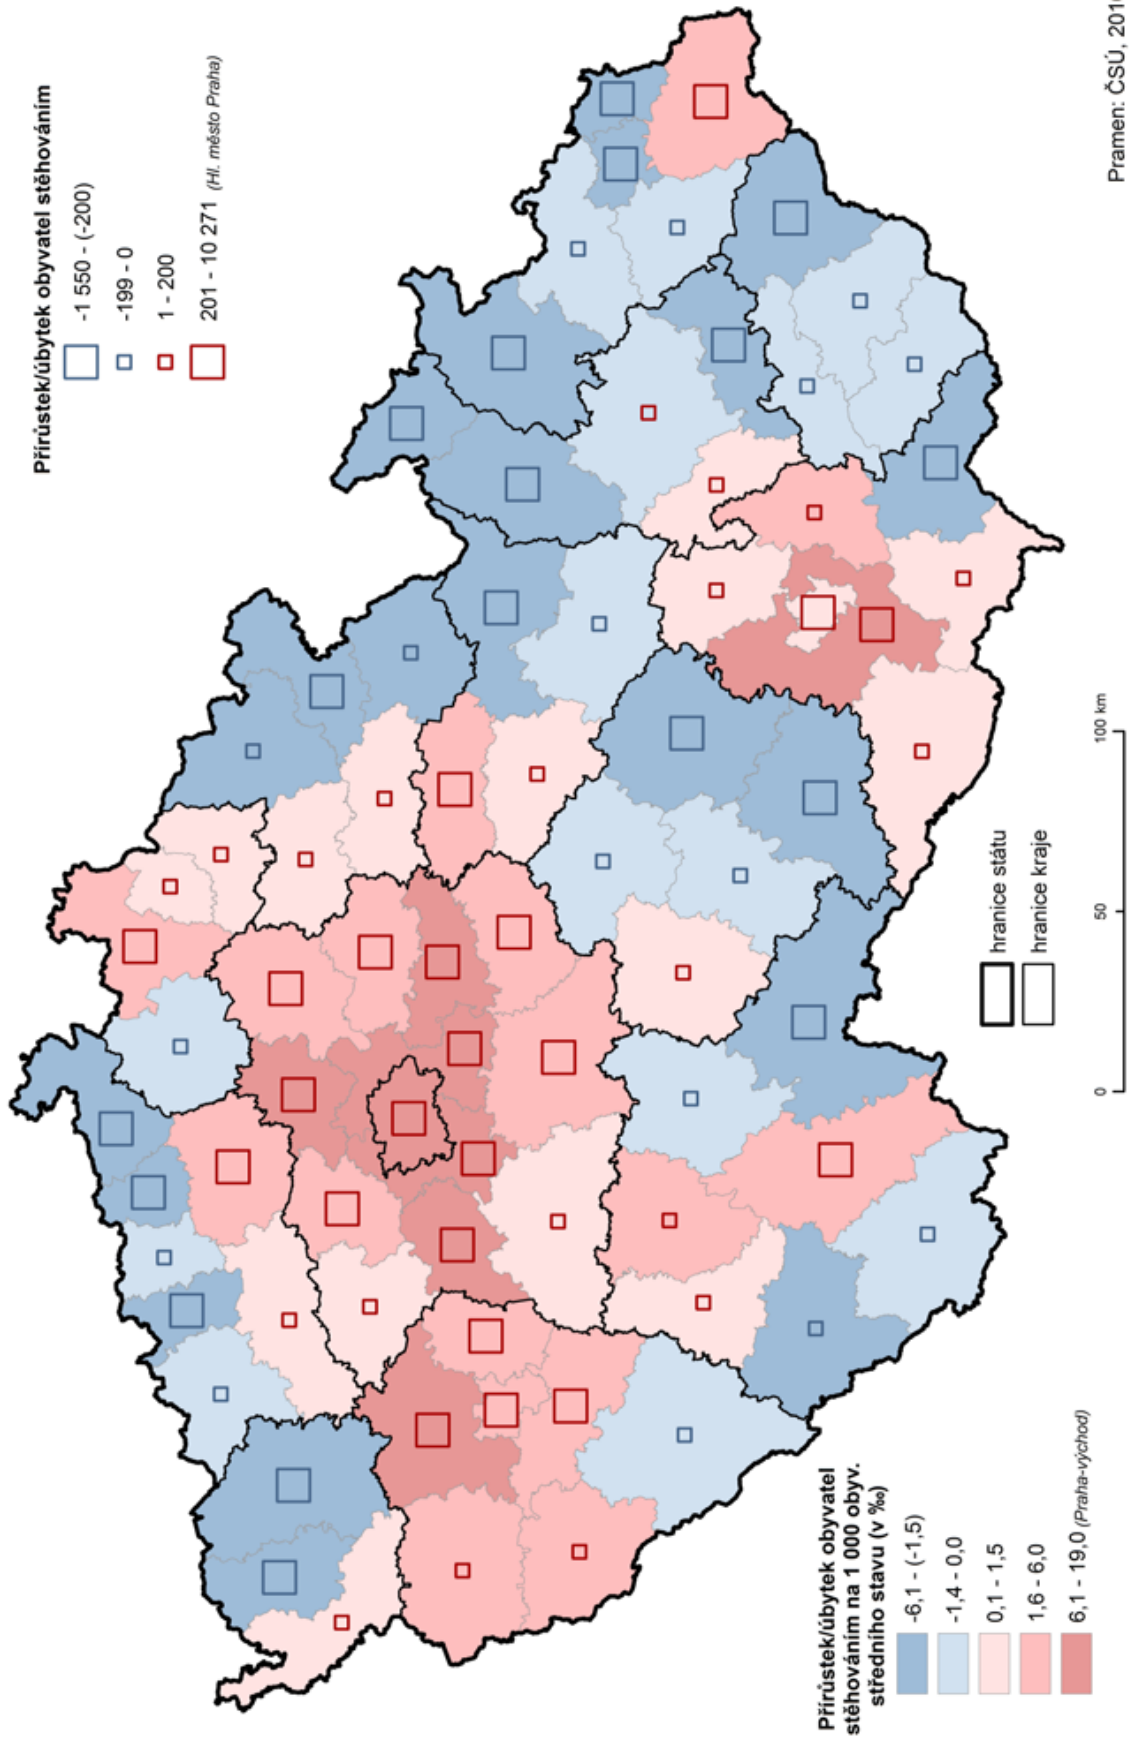 Přírůstek/úbytek obyvatel stěhováním
-1 550 - (-200)
-199 - 0
1 - 200
201 - 10 271 (Hl. město Praha)
Přírůstek/úbytek obyvatel
stěhováním na 1 000 obyv.
středního stavu (v ‰)
-6,1 - (-1,5)
-1,4 - 0,0
0,1 - 1,5
1,6 - 6,0
6,1 - 19,0 (Praha-východ)
hranice státu
hranice kraje
0 50 100 km
Pramen: ČSÚ, 2016